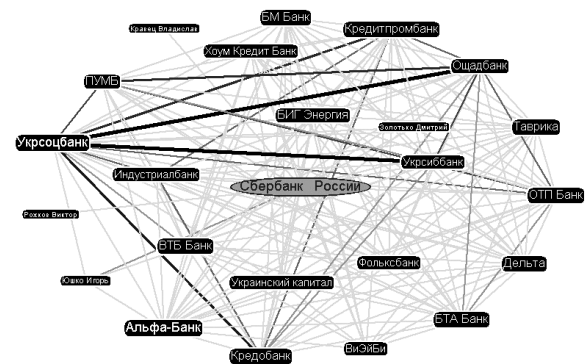 БМ Банк
Кравец Владислав
Кредитпромбанк
Хоум Кредит Банк
Ощадбанк
ПУМБ
БИГ Энергия
Золотько Дмитрий
Гаврика
Укрсоцбанк
Укрсиббанк
Индустриалбанк
Сбербанк России
ОТП Банк
Рожков Виктор
ВТБ Банк
Фольксбанк
Дельта
Юшко Игорь
Украинский капитал
БТА Банк
Альфа-Банк
ВиЭйБи
Кредобанк